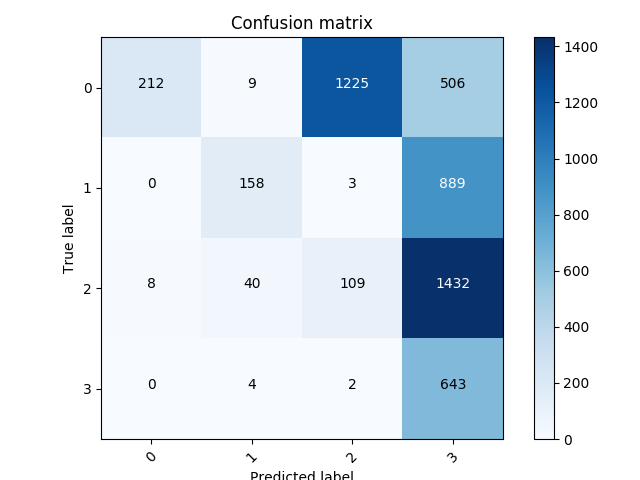 Confusion matrix
0 212 9 1225 506
1 0 158 3 889
2 8 40 109 1432
3 0 4 2 643
0 1 2 3
True label
Predicted label
1400
1200
1000
800
600
400
200
0